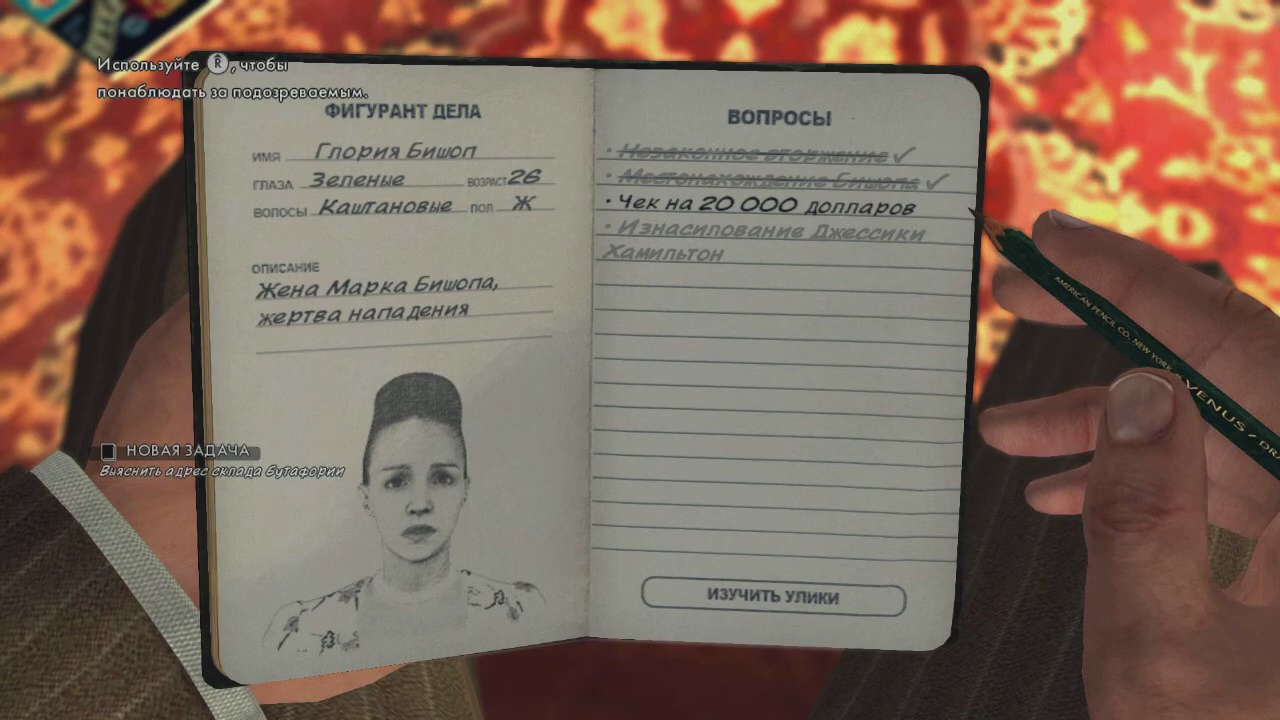 Используйте R, чтобы
понаблюдать за подозреваемым.
ФИГУРАНТ ДЕЛА
ИМЯ Глория Бишоп
ГЛАЗА Зеленые ВОЗРАСТ 26
ВОЛОСЫ Каштановые ПОЛ Ж
ОПИСАНИЕ
Жена Марка Бишопа,
жертва нападения
НОВАЯ ЗАДАЧА
Выяснить адрес склада бутафории
ВОПРОСЫ
· Незаконное вторжение ✓
· Местонахождение Бишопа ✓
· Чек на 20 000 долларов
· Изнасилование Джессики
Хамильтон
ИЗУЧИТЬ УЛИКИ
AMERICAN PENCIL CO. NEW YORK
VENUS / DRA